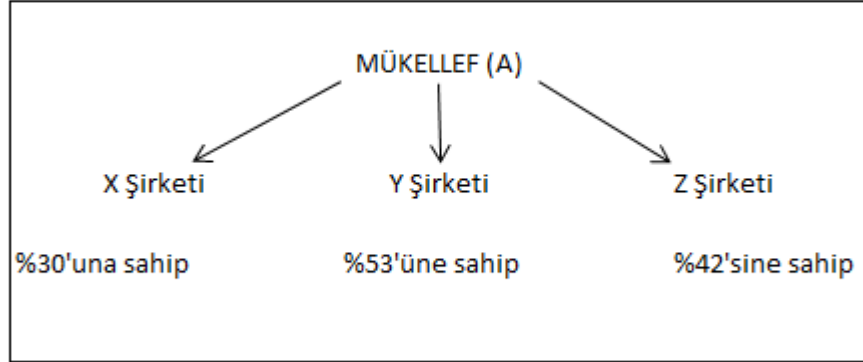 MÜKELLEF (A)
X Şirketi Y Şirketi Z Şirketi
%30'una sahip %53'üne sahip %42'sine sahip